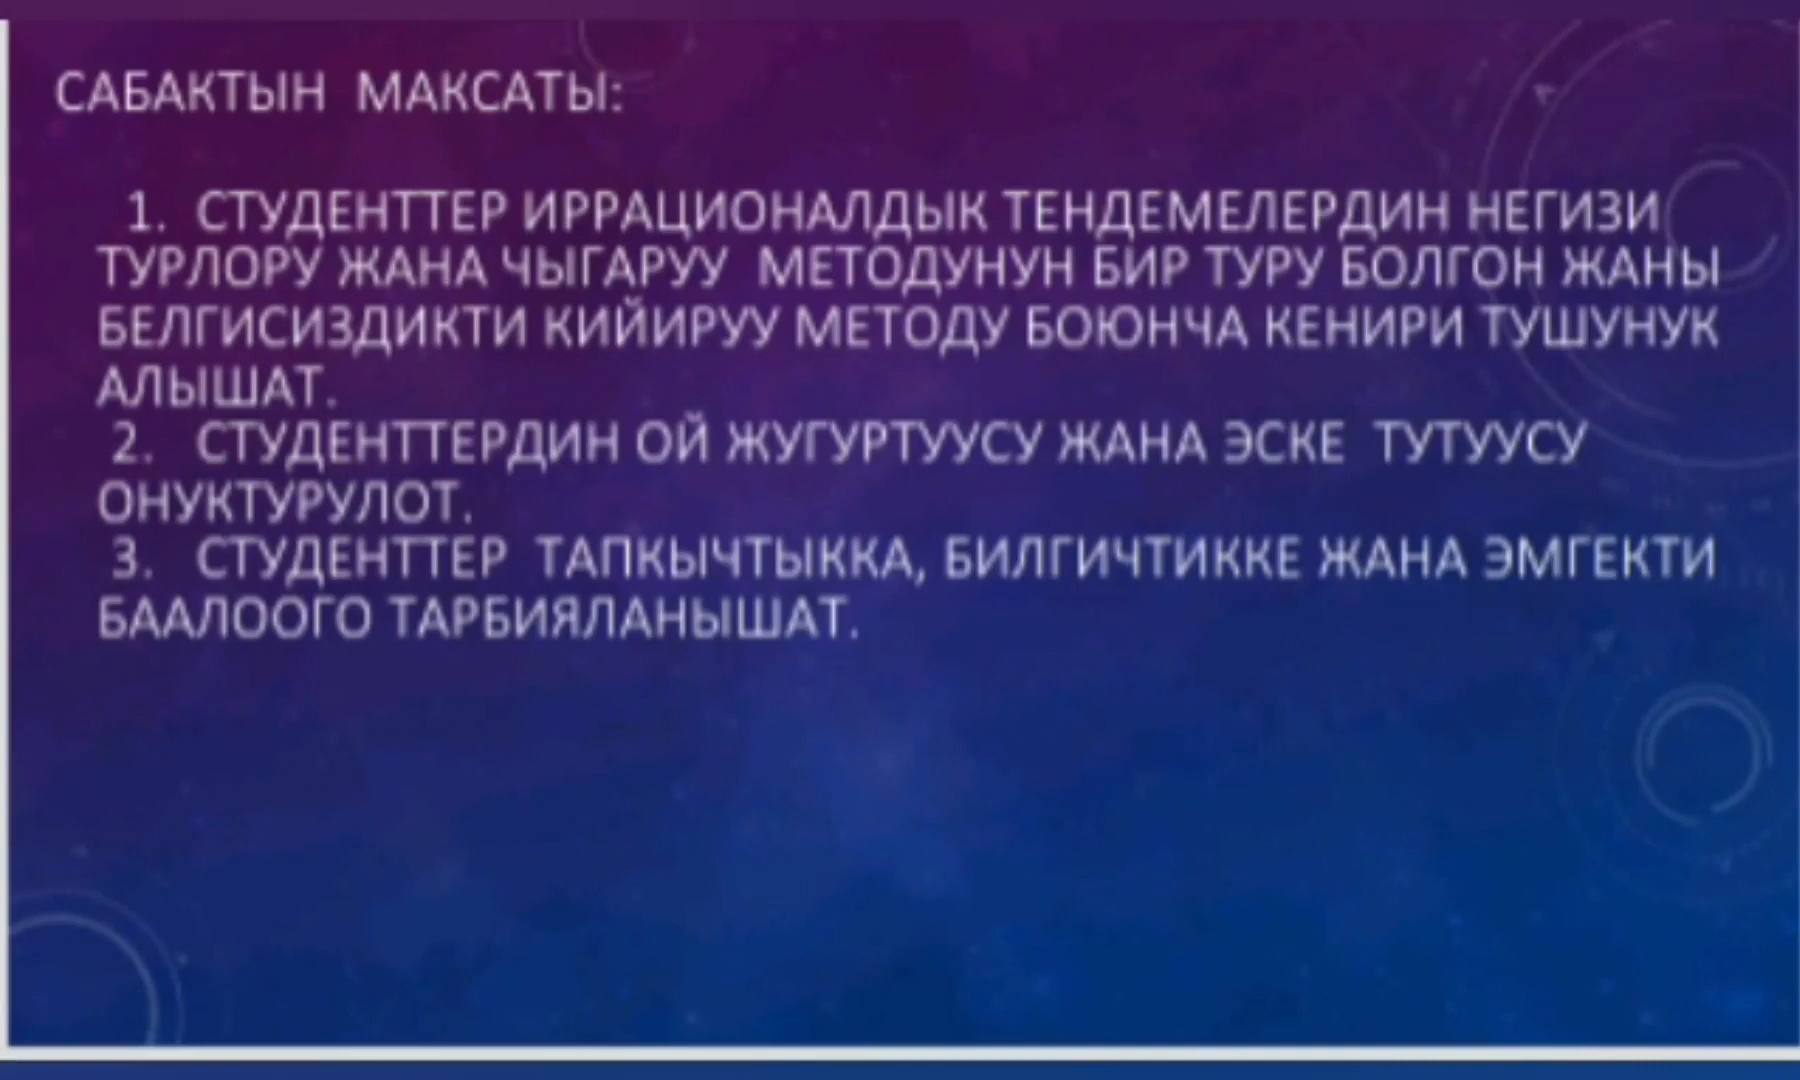 САБАКТЫН МАКСАТЫ:
1. СТУДЕНТТЕР ИРРАЦИОНАЛДЫК ТЕНДЕМЕЛЕРДИН НЕГИЗИ
ТУРЛОРУ ЖАНА ЧЫГАРУУ МЕТОДУНУН БИР ТУРУ БОЛГОН ЖАНЫ
БЕЛГИСИЗДИКТИ КИЙИРУУ МЕТОДУ БОЮНЧА КЕНИРИ ТУШУНУК
АЛЫШАТ.
2. СТУДЕНТТЕРДИН ОЙ ЖУГУРТУУСУ ЖАНА ЭСКЕ ТУТУУСУ
ОНУКТУРУЛОТ.
3. СТУДЕНТТЕР ТАПКЫЧТЫККА, БИЛГИЧТИККЕ ЖАНА ЭМГЕКТИ
БААЛООГО ТАРБИЯЛАНЫШАТ.